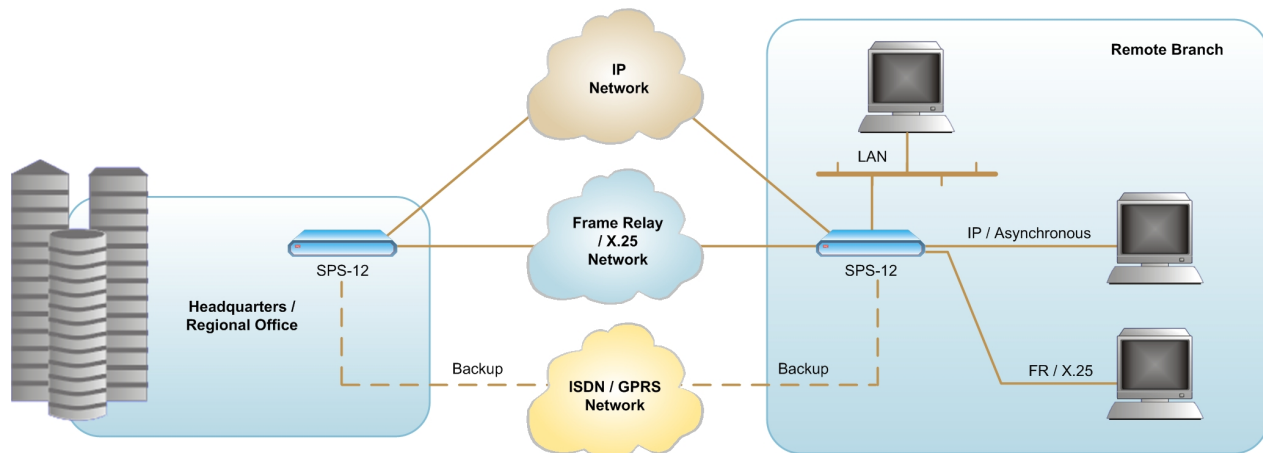 IP
Network
Remote Branch
LAN
Frame Relay
/ X.25
Network
IP / Asynchronous
SPS-12
SPS-12
Headquarters /
Regional Office
Backup
ISDN / GPRS
Network
Backup
FR / X.25